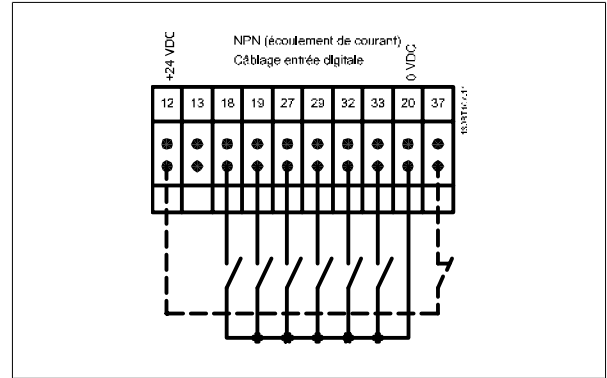 +24 VDC
NPN (écoulement de courant)
Câblage entrée digitale
0 VDC
12 13 18 19 27 29 32 33 20 37